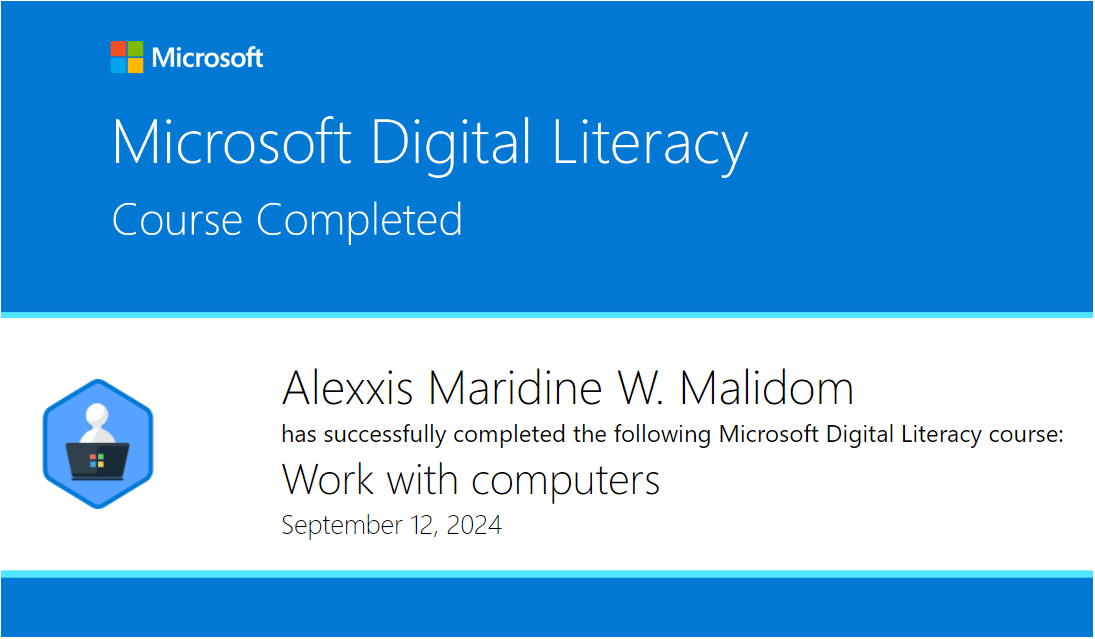 Microsoft
Microsoft Digital Literacy
Course Completed
Alexxis Maridine W. Malidom
has successfully completed the following Microsoft Digital Literacy course:
Work with computers
September 12, 2024